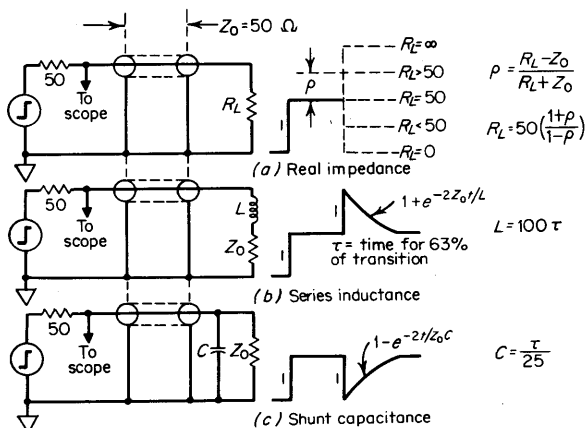 Z₀=50 Ω
50
To
scope
R_L
ρ
1
R_L=∞
R_L>50
R_L=50
R_L<50
R_L=0
ρ = (R_L−Z₀)/(R_L+Z₀)
R_L=50((1+ρ)/(1−ρ))
(a) Real impedance
50
To
scope
L
Z₀
1
1
1+e^−2Z₀t/L
τ= time for 63%
of transition
L=100τ
(b) Series inductance
50
To
scope
C
Z₀
1
1
1−e^−2t/Z₀C
C=τ/25
(c) Shunt capacitance